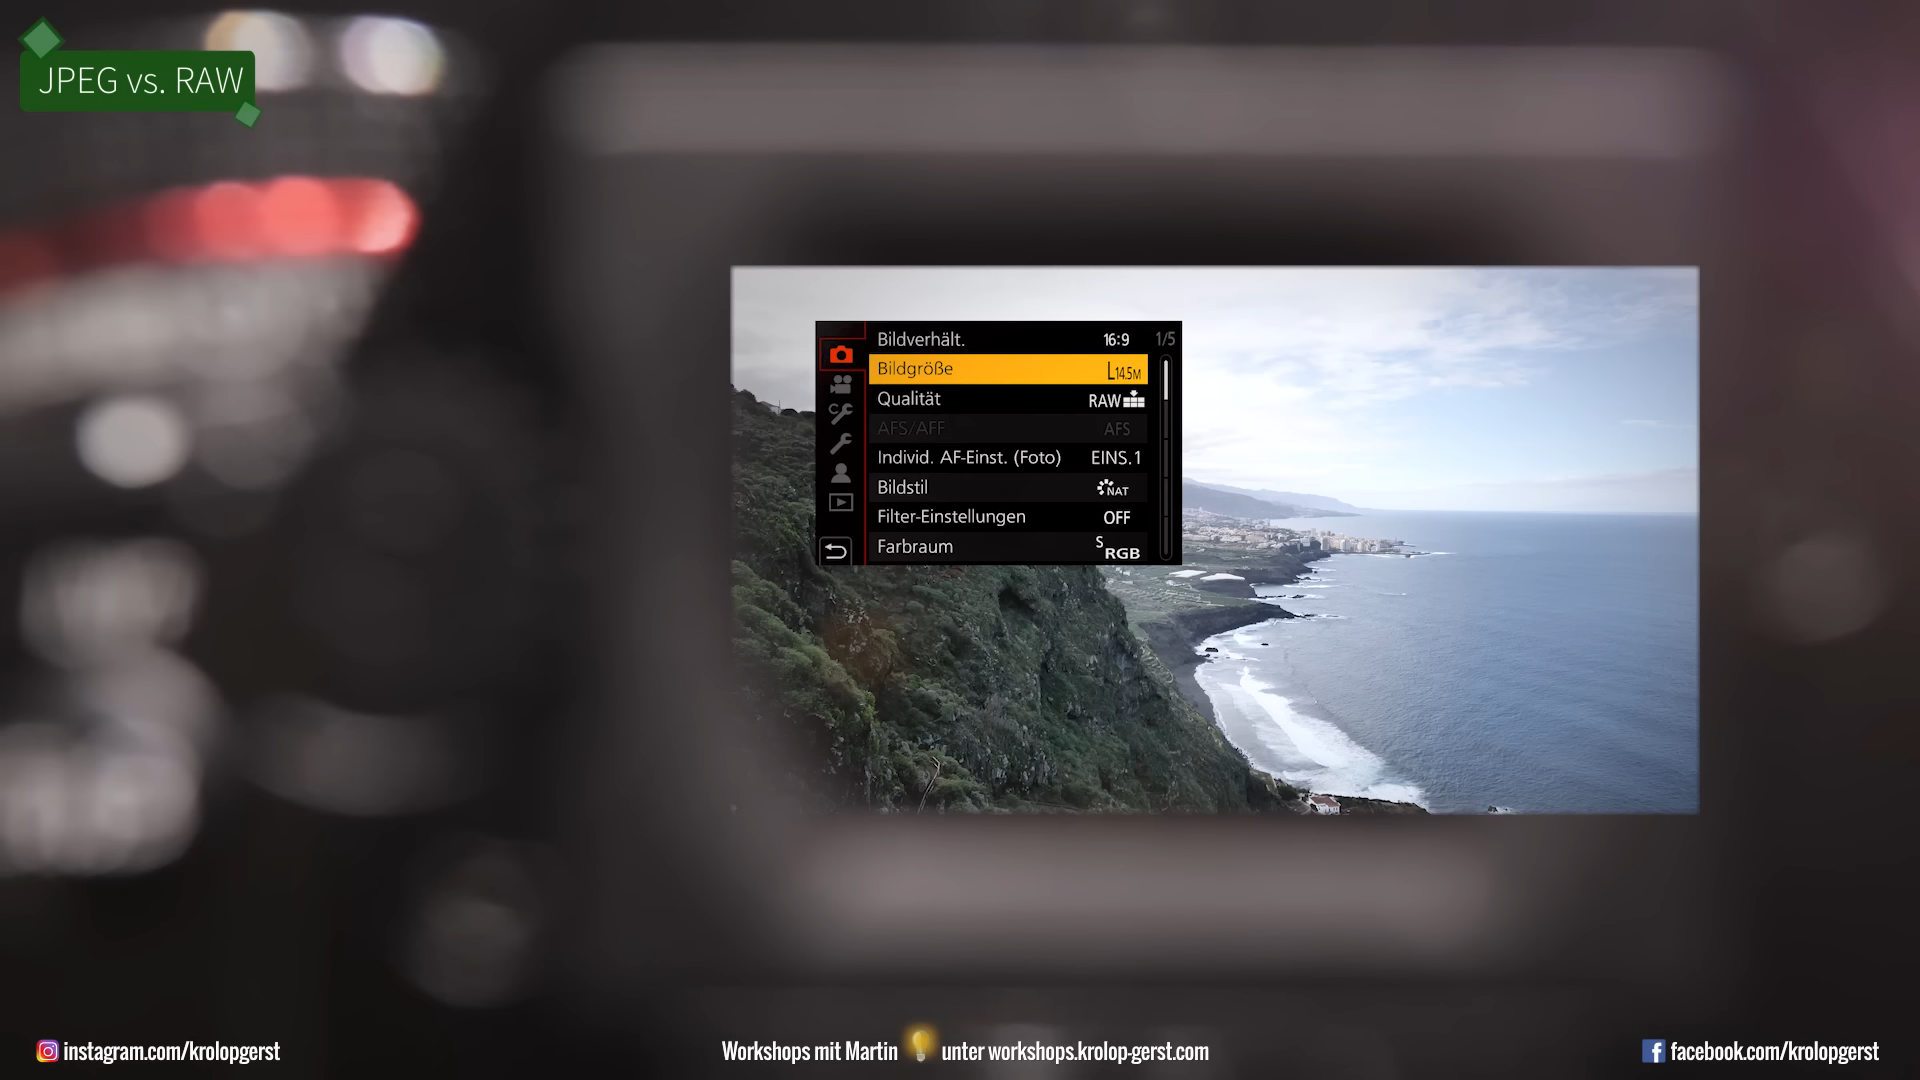 JPEG vs. RAW
Bildverhält. 16:9 1/5
Bildgröße L14.5M
Qualität RAW
AFS/AFF AFS
Individ. AF-Einst. (Foto) EINS.1
Bildstil NAT
Filter-Einstellungen OFF
Farbraum sRGB
instagram.com/krolopgerst
Workshops mit Martin unter workshops.krolop-gerst.com
facebook.com/krolopgerst